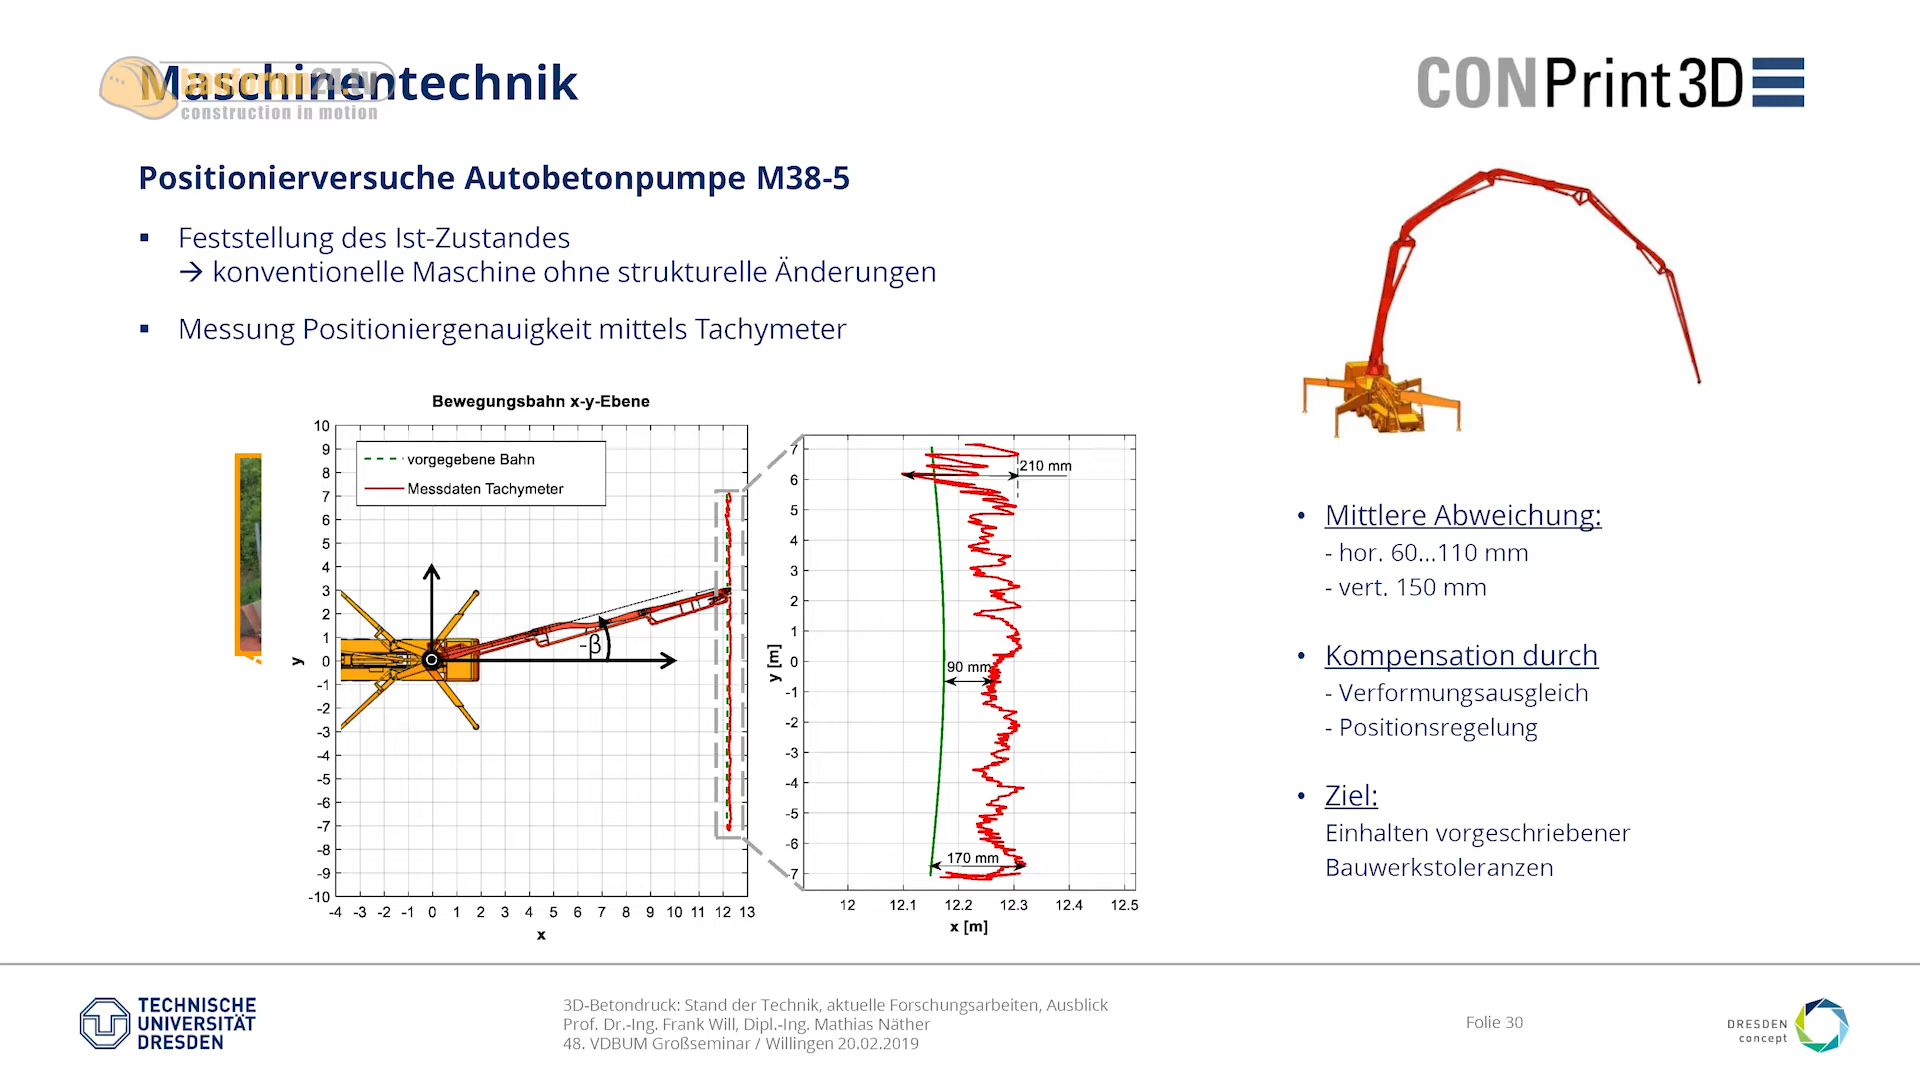 Maschinentechnik
bauforum24.tv
construction in motion
CONPrint3D
Positionierversuche Autobetonpumpe M38-5
▪ Feststellung des Ist-Zustandes
→ konventionelle Maschine ohne strukturelle Änderungen
▪ Messung Positioniergenauigkeit mittels Tachymeter
Bewegungsbahn x-y-Ebene
vorgegebene Bahn
Messdaten Tachymeter
10
9
8
7
6
5
4
3
2
1
0
-1
-2
-3
-4
-5
-6
-7
-8
-9
-10
y
-β
-4 -3 -2 -1 0 1 2 3 4 5 6 7 8 9 10 11 12 13
x
7
6
5
4
3
2
1
0
-1
-2
-3
-4
-5
-6
-7
y [m]
210 mm
90 mm
170 mm
12 12.1 12.2 12.3 12.4 12.5
x [m]
• Mittlere Abweichung:
- hor. 60...110 mm
- vert. 150 mm
• Kompensation durch
- Verformungsausgleich
- Positionsregelung
• Ziel:
Einhalten vorgeschriebener
Bauwerkstoleranzen
TECHNISCHE
UNIVERSITÄT
DRESDEN
3D-Betondruck: Stand der Technik, aktuelle Forschungsarbeiten, Ausblick
Prof. Dr.-Ing. Frank Will, Dipl.-Ing. Mathias Näther
48. VDBUM Großseminar / Willingen 20.02.2019
Folie 30
DRESDEN
concept